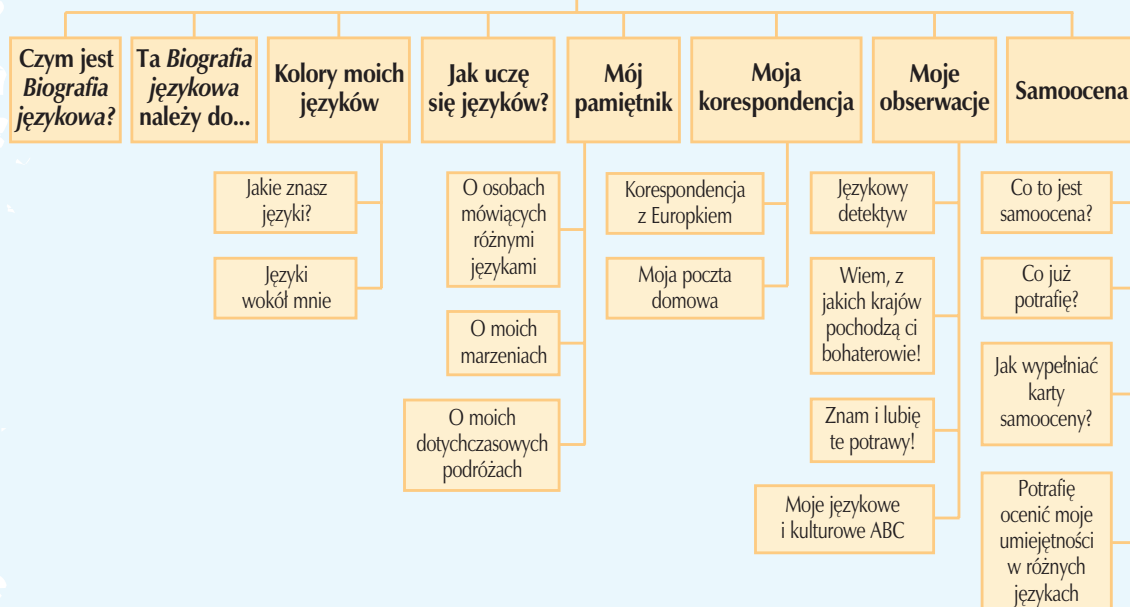 Czym jest
Biografia
językowa?
Ta Biografia
językowa
należy do...
Kolory moich
języków
Jak uczę
się języków?
Mój
pamiętnik
Moja
korespondencja
Moje
obserwacje
Samoocena
Jakie znasz
języki?
Języki
wokół mnie
O osobach
mówiących
różnymi
językami
O moich
marzeniach
O moich
dotychczasowych
podróżach
Korespondencja
z Europkiem
Moja poczta
domowa
Językowy
detektyw
Wiem, z
jakich krajów
pochodzą ci
bohaterowie!
Znam i lubię
te potrawy!
Moje językowe
i kulturowe ABC
Co to jest
samoocena?
Co już
potrafię?
Jak wypełniać
karty
samooceny?
Potrafię
ocenić moje
umiejętności
w różnych
językach